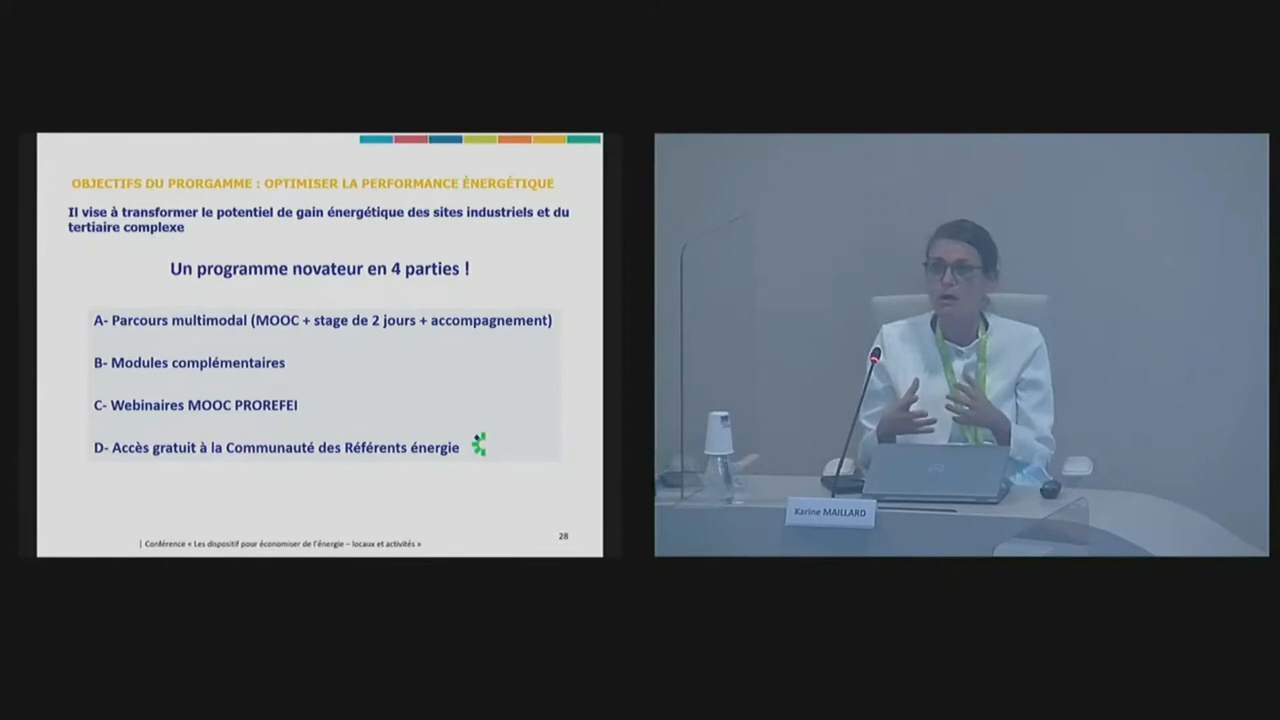 OBJECTIFS DU PRORGAMME : OPTIMISER LA PERFORMANCE ÉNERGÉTIQUE
Il vise à transformer le potentiel de gain énergétique des sites industriels et du
tertiaire complexe
Un programme novateur en 4 parties !
A- Parcours multimodal (MOOC + stage de 2 jours + accompagnement)
B- Modules complémentaires
C- Webinaires MOOC PROREFEI
D- Accès gratuit à la Communauté des Référents énergie
| Conférence « Les dispositif pour économiser de l'énergie – locaux et activités »
28
Karine MAILLARD